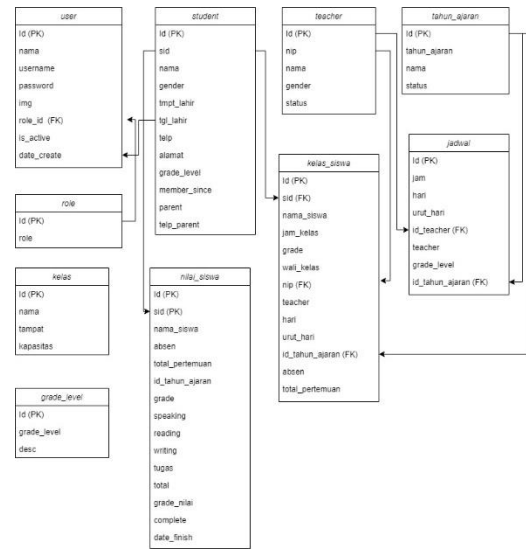 user
Id (PK)
nama
username
password
img
role_id (FK)
is_active
date_create
role
Id (PK)
role
kelas
Id (PK)
nama
tampat
kapasitas
grade_level
Id (PK)
grade_level
desc
student
Id (PK)
sid
nama
gender
tmpt_lahir
tgl_lahir
telp
alamat
grade_level
member_since
parent
telp_parent
nilai_siswa
Id (PK)
sid (PK)
nama_siswa
absen
total_pertemuan
id_tahun_ajaran
grade
speaking
reading
writing
tugas
total
grade_nilai
complete
date_finish
teacher
Id (PK)
nip
nama
gender
status
kelas_siswa
Id (PK)
sid (FK)
nama_siswa
jam_kelas
grade
wali_kelas
nip (FK)
teacher
hari
urut_hari
id_tahun_ajaran (FK)
absen
total_pertemuan
tahun_ajaran
Id (PK)
tahun_ajaran
nama
status
jadwal
Id (PK)
jam
hari
urut_hari
id_teacher (FK)
teacher
grade_level
id_tahun_ajaran (FK)